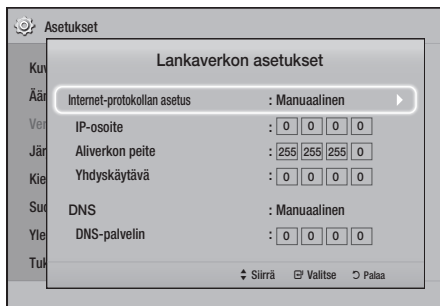 Asetukset
Lankaverkon asetukset
Internet-protokollan asetus : Manuaalinen
IP-osoite : 0 0 0 0
Aliverkon peite : 255 255 255 0
Yhdyskäytävä : 0 0 0 0
DNS : Manuaalinen
DNS-palvelin : 0 0 0 0
Siirrä Valitse Palaa